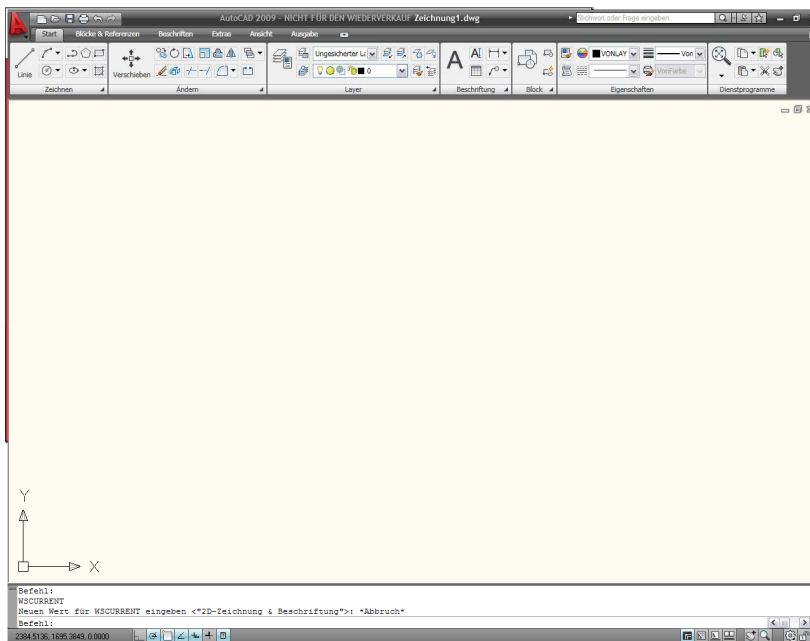 AutoCAD 2009 - NICHT FÜR DEN WIEDERVERKAUF Zeichnung1.dwg
Stichwort oder Frage eingeben
Start Blöcke & Referenzen Beschriften Extras Ansicht Ausgabe
Ungesicherter La
VONLAY
Von
Linie
Verschieben
0
A
VonFarbe
Zeichnen Ändern Layer Beschriftung Block Eigenschaften Dienstprogramme
Y
X
Befehl:
WSCURRENT
Neuen Wert für WSCURRENT eingeben <"2D-Zeichnung & Beschriftung">: *Abbruch*
Befehl:
2384.5136, 1695.3849, 0.0000